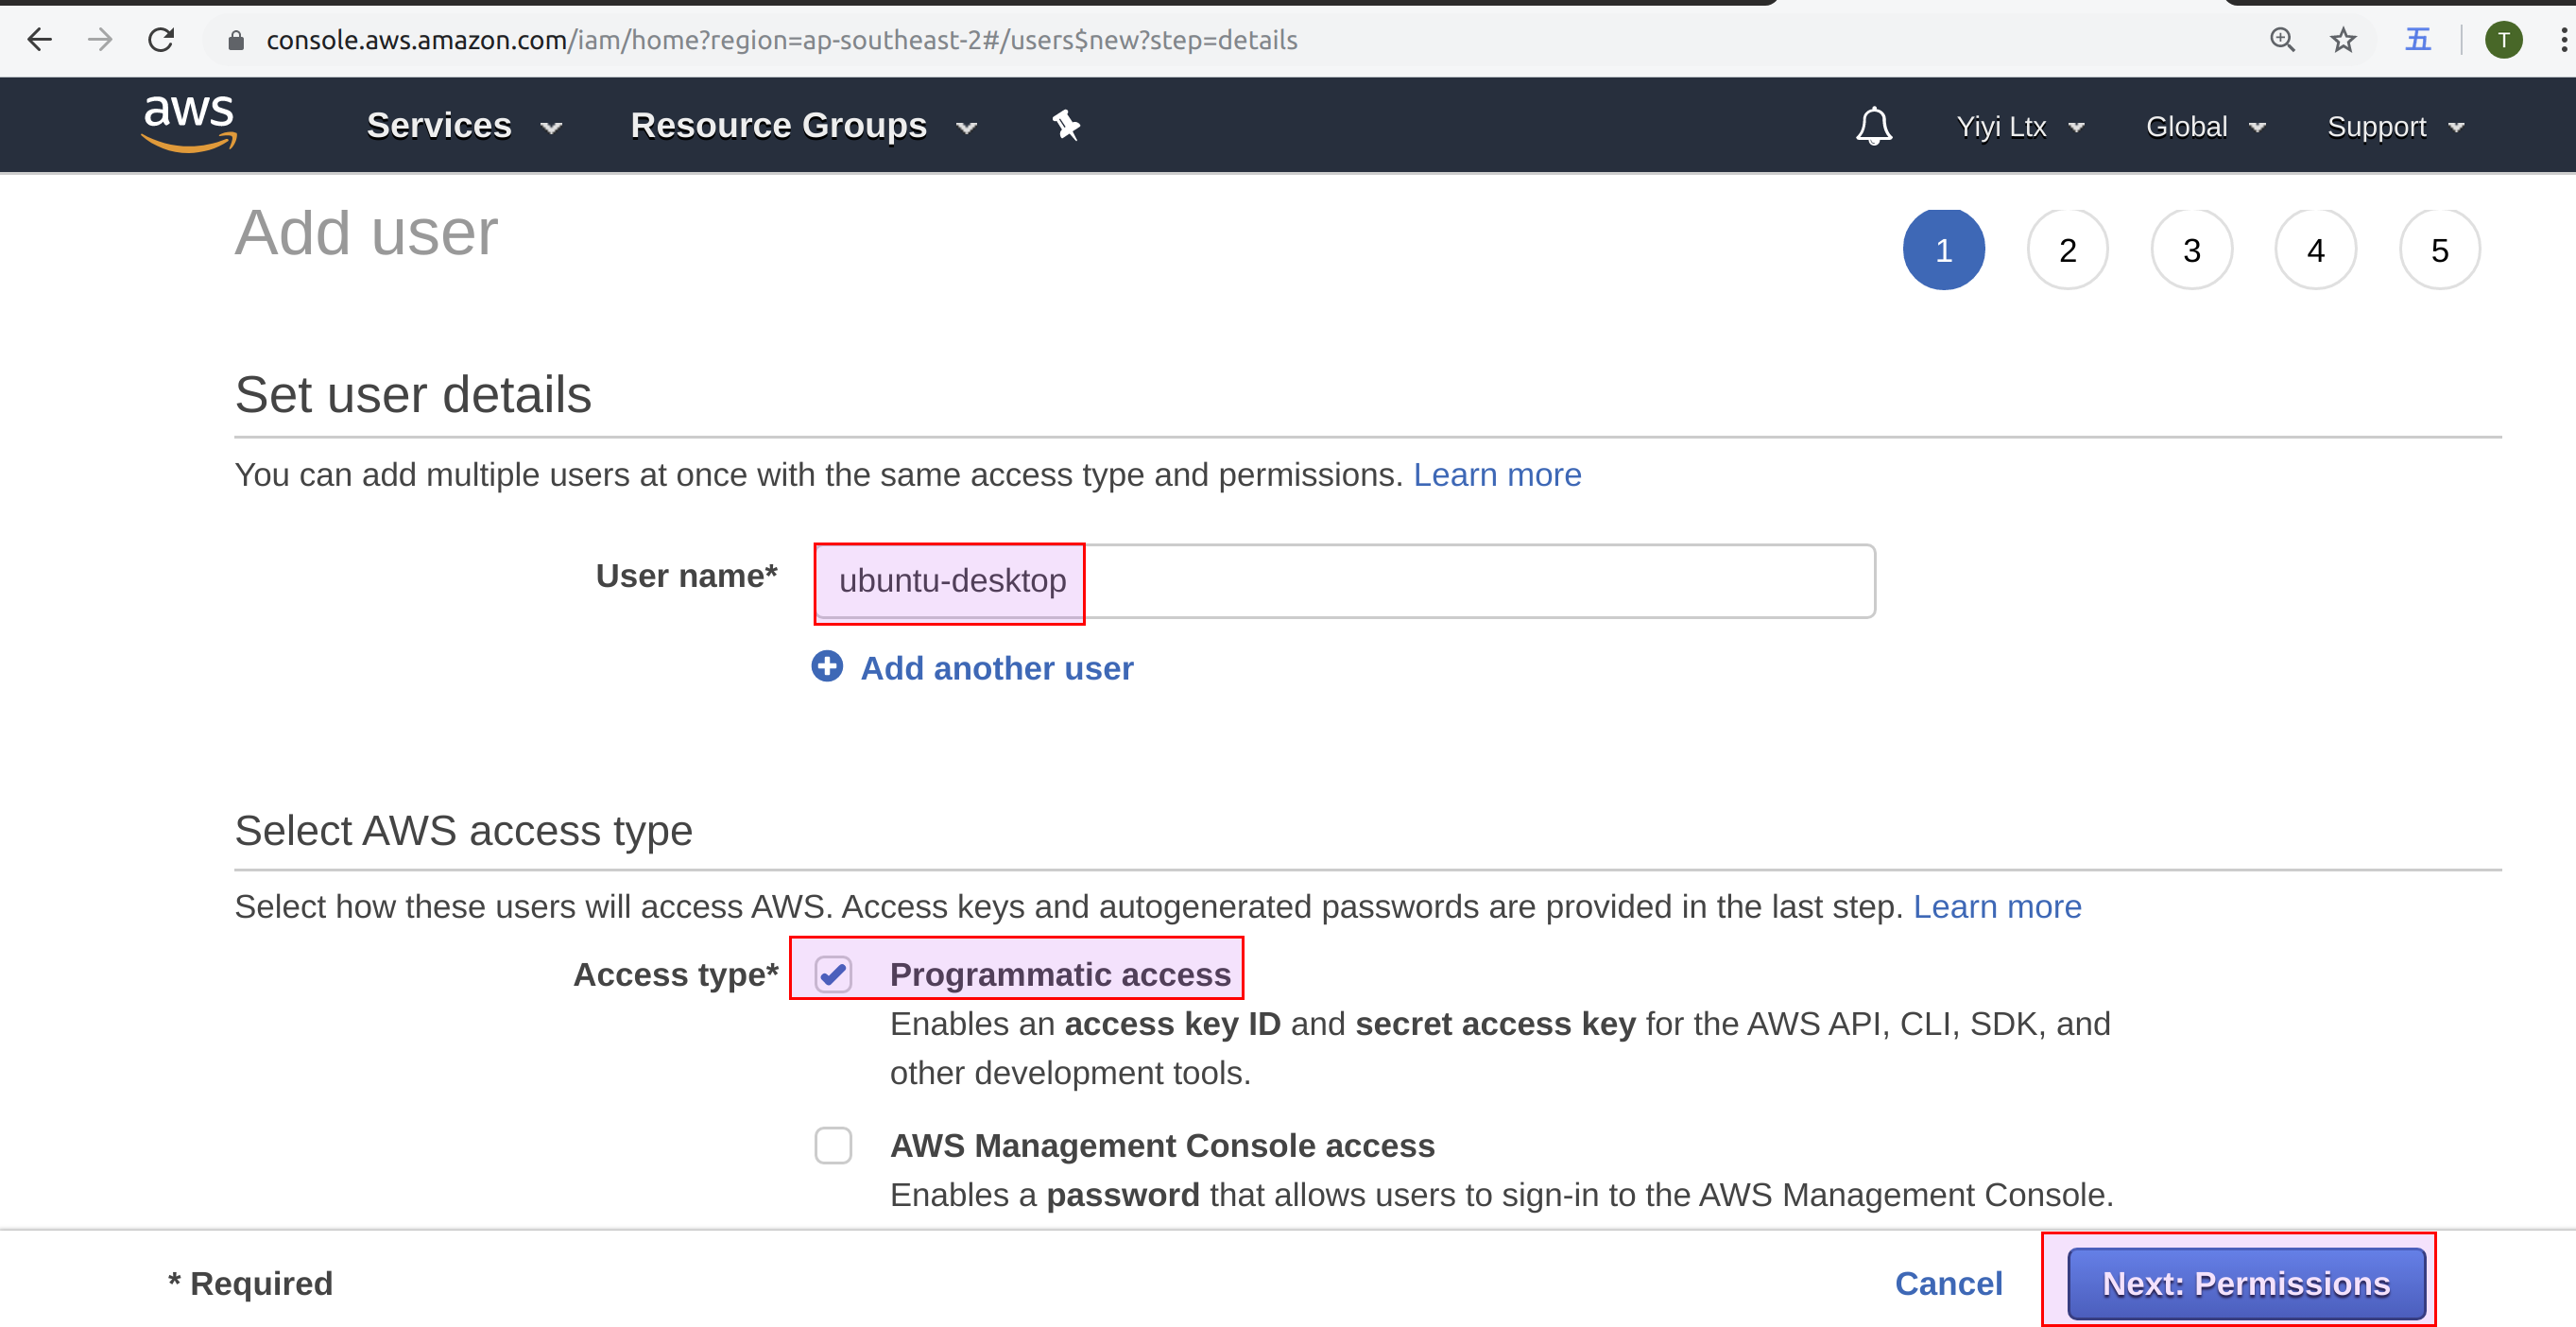 console.aws.amazon.com/iam/home?region=ap-southeast-2#/users$new?step=details
五
T
aws
Services
Resource Groups
Yiyi Ltx
Global
Support
Add user
1
2
3
4
5
Set user details
You can add multiple users at once with the same access type and permissions. Learn more
User name*
ubuntu-desktop
Add another user
Select AWS access type
Select how these users will access AWS. Access keys and autogenerated passwords are provided in the last step. Learn more
Access type*
Programmatic access
Enables an access key ID and secret access key for the AWS API, CLI, SDK, and
other development tools.
AWS Management Console access
Enables a password that allows users to sign-in to the AWS Management Console.
* Required
Cancel
Next: Permissions